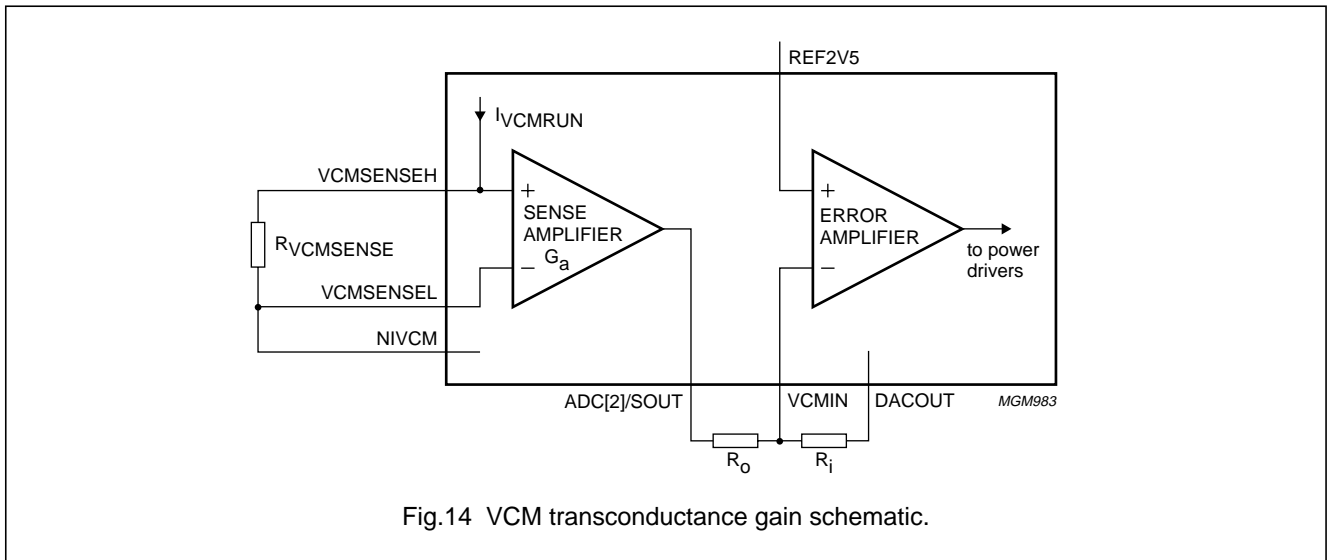 REF2V5
IVCMRUN
VCMSENSEH
+
SENSE
AMPLIFIER
Ga
−
+
ERROR
AMPLIFIER
−
to power
drivers
RVCMSENSE
VCMSENSEL
NIVCM
ADC[2]/SOUT
VCMIN
DACOUT
MGM983
Ro
Ri
Fig.14 VCM transconductance gain schematic.